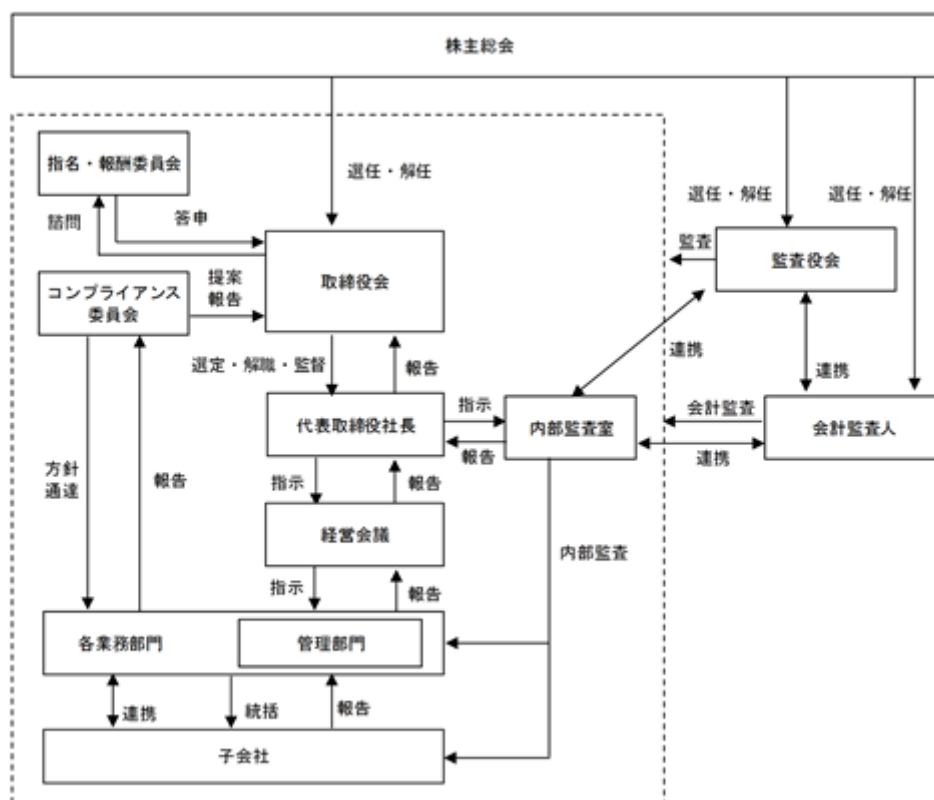 株主総会
指名・報酬委員会
選任・解任
選任・解任
選任・解任
諮問
答申
監査
監査役会
コンプライアンス
委員会
提案
報告
取締役会
連携
連携
選定・解職・監督
報告
代表取締役社長
指示
報告
内部監査室
会計監査
連携
会計監査人
方針
通達
報告
指示
報告
経営会議
内部監査
指示
報告
各業務部門
管理部門
連携
統括
報告
子会社